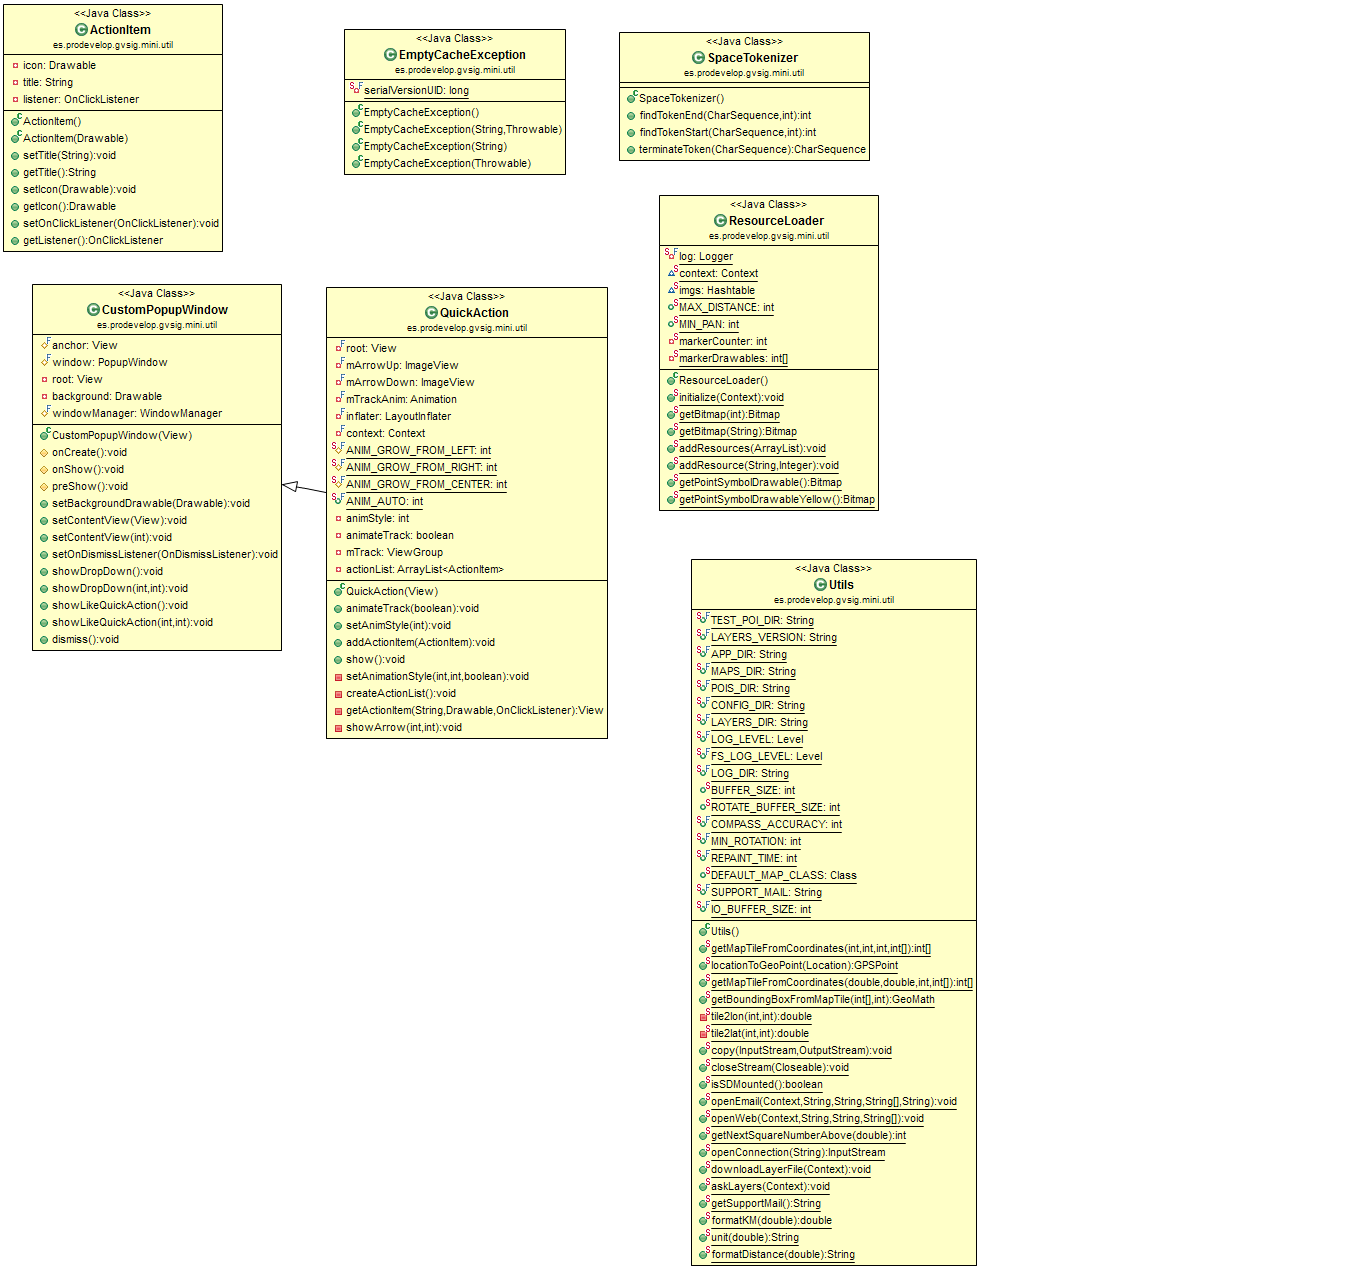 <<Java Class>>
ActionItem
es.prodevelop.gvsig.mini.util
icon: Drawable
title: String
listener: OnClickListener
ActionItem()
ActionItem(Drawable)
setTitle(String):void
getTitle():String
setIcon(Drawable):void
getIcon():Drawable
setOnClickListener(OnClickListener):void
getListener():OnClickListener
<<Java Class>>
EmptyCacheException
es.prodevelop.gvsig.mini.util
serialVersionUID: long
EmptyCacheException()
EmptyCacheException(String,Throwable)
EmptyCacheException(String)
EmptyCacheException(Throwable)
<<Java Class>>
SpaceTokenizer
es.prodevelop.gvsig.mini.util
SpaceTokenizer()
findTokenEnd(CharSequence,int):int
findTokenStart(CharSequence,int):int
terminateToken(CharSequence):CharSequence
<<Java Class>>
ResourceLoader
es.prodevelop.gvsig.mini.util
log: Logger
context: Context
imgs: Hashtable
MAX_DISTANCE: int
MIN_PAN: int
markerCounter: int
markerDrawables: int[]
ResourceLoader()
initialize(Context):void
getBitmap(int):Bitmap
getBitmap(String):Bitmap
addResources(ArrayList):void
addResource(String,Integer):void
getPointSymbolDrawable():Bitmap
getPointSymbolDrawableYellow():Bitmap
<<Java Class>>
CustomPopupWindow
es.prodevelop.gvsig.mini.util
anchor: View
window: PopupWindow
root: View
background: Drawable
windowManager: WindowManager
CustomPopupWindow(View)
onCreate():void
onShow():void
preShow():void
setBackgroundDrawable(Drawable):void
setContentView(View):void
setContentView(int):void
setOnDismissListener(OnDismissListener):void
showDropDown():void
showDropDown(int,int):void
showLikeQuickAction():void
showLikeQuickAction(int,int):void
dismiss():void
<<Java Class>>
QuickAction
es.prodevelop.gvsig.mini.util
root: View
mArrowUp: ImageView
mArrowDown: ImageView
mTrackAnim: Animation
inflater: LayoutInflater
context: Context
ANIM_GROW_FROM_LEFT: int
ANIM_GROW_FROM_RIGHT: int
ANIM_GROW_FROM_CENTER: int
ANIM_AUTO: int
animStyle: int
animateTrack: boolean
mTrack: ViewGroup
actionList: ArrayList<ActionItem>
QuickAction(View)
animateTrack(boolean):void
setAnimStyle(int):void
addActionItem(ActionItem):void
show():void
setAnimationStyle(int,int,boolean):void
createActionList():void
getActionItem(String,Drawable,OnClickListener):View
showArrow(int,int):void
<<Java Class>>
Utils
es.prodevelop.gvsig.mini.util
TEST_POI_DIR: String
LAYERS_VERSION: String
APP_DIR: String
MAPS_DIR: String
POIS_DIR: String
CONFIG_DIR: String
LAYERS_DIR: String
LOG_LEVEL: Level
FS_LOG_LEVEL: Level
LOG_DIR: String
BUFFER_SIZE: int
ROTATE_BUFFER_SIZE: int
COMPASS_ACCURACY: int
MIN_ROTATION: int
REPAINT_TIME: int
DEFAULT_MAP_CLASS: Class
SUPPORT_MAIL: String
IO_BUFFER_SIZE: int
Utils()
getMapTileFromCoordinates(int,int,int,int[]):int[]
locationToGeoPoint(Location):GPSPoint
getMapTileFromCoordinates(double,double,int,int[]):int[]
getBoundingBoxFromMapTile(int[],int):GeoMath
tile2lon(int,int):double
tile2lat(int,int):double
copy(InputStream,OutputStream):void
closeStream(Closeable):void
isSDMounted():boolean
openEmail(Context,String,String,String[],String):void
openWeb(Context,String,String,String[]):void
getNextSquareNumberAbove(double):int
openConnection(String):InputStream
downloadLayerFile(Context):void
askLayers(Context):void
getSupportMail():String
formatKM(double):double
unit(double):String
formatDistance(double):String